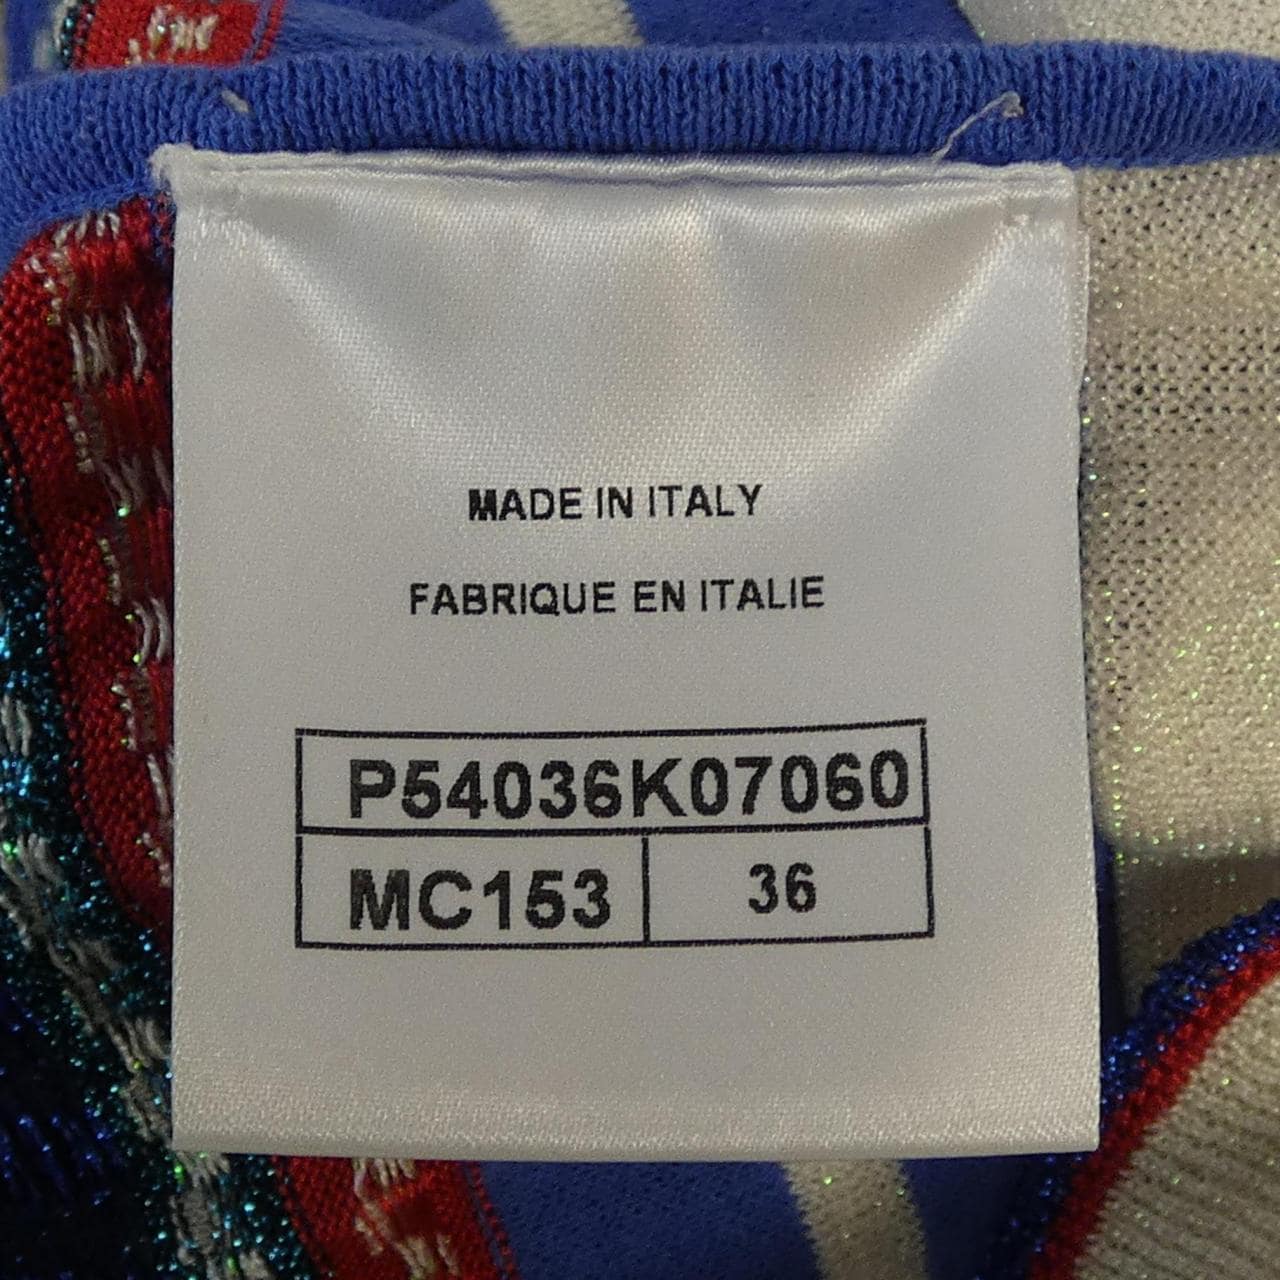 MADE IN ITALY
FABRIQUE EN ITALIE
P54036K07060
MC153 36